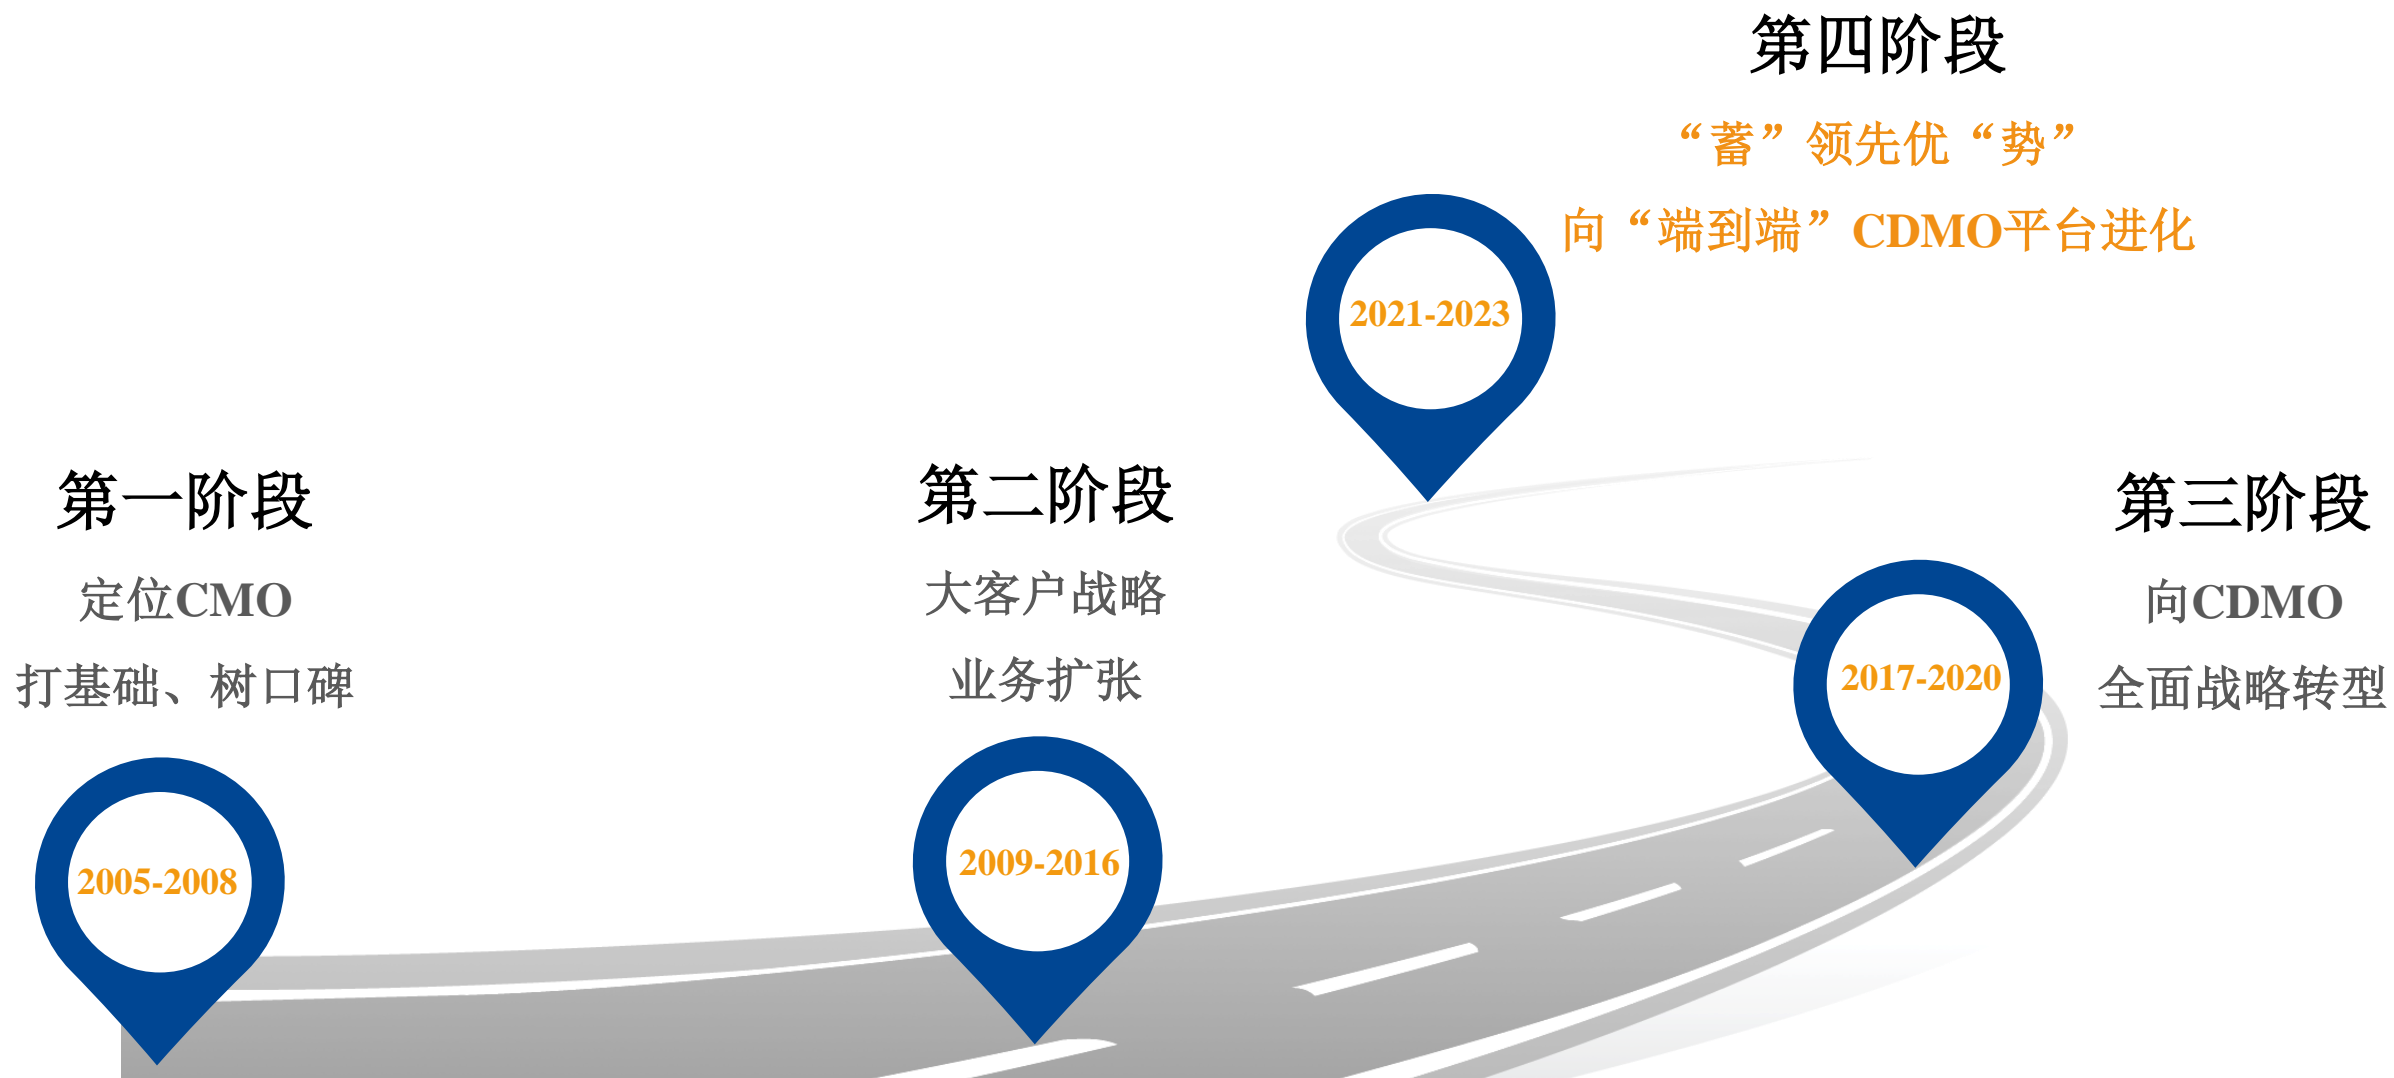 第一阶段
定位CMO
打基础、树口碑
2005-2008
第二阶段
大客户战略
业务扩张
2009-2016
第三阶段
向CDMO
全面战略转型
2017-2020
第四阶段
“蓄”领先优“势”
向“端到端”CDMO平台进化
2021-2023